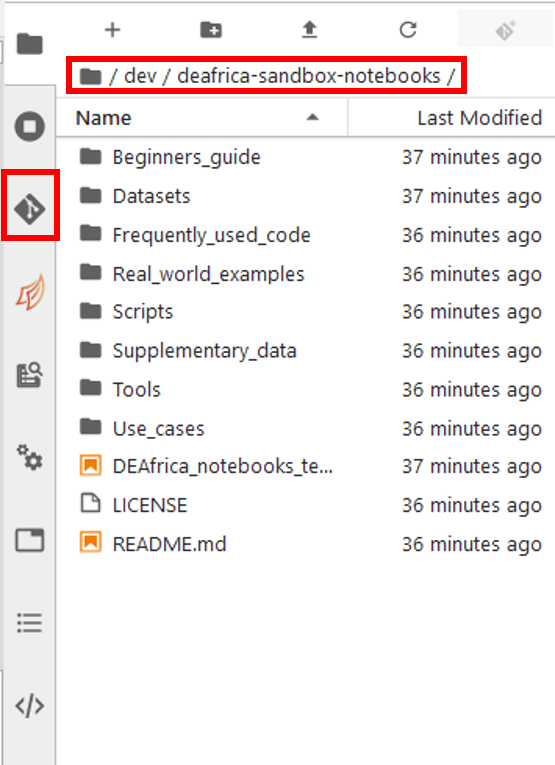 / dev / deafrica-sandbox-notebooks /
Name Last Modified
Beginners_guide 37 minutes ago
Datasets 37 minutes ago
Frequently_used_code 36 minutes ago
Real_world_examples 36 minutes ago
Scripts 36 minutes ago
Supplementary_data 36 minutes ago
Tools 36 minutes ago
Use_cases 36 minutes ago
DEAfrica_notebooks_te... 37 minutes ago
LICENSE 36 minutes ago
README.md 36 minutes ago